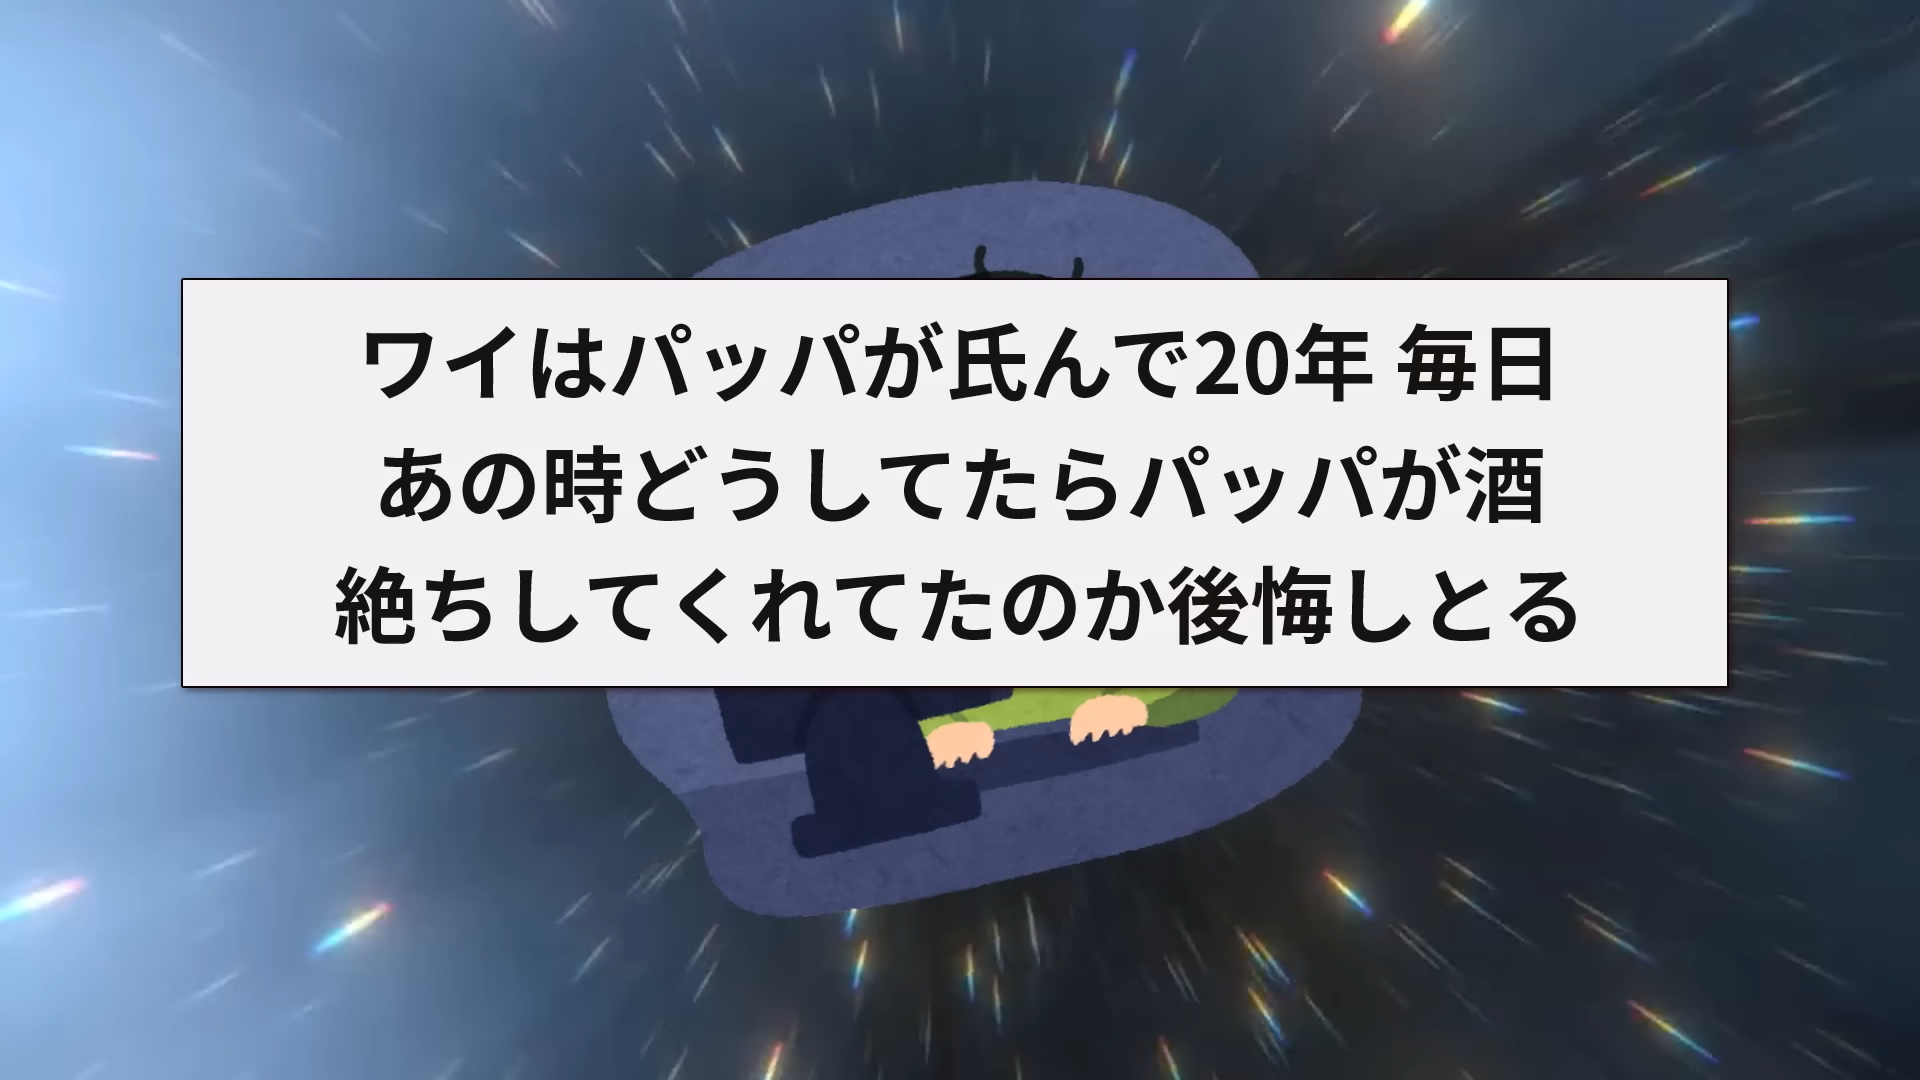 ワイはパッパが氏んで20年 毎日
あの時どうしてたらパッパが酒
絶ちしてくれてたのか後悔しとる